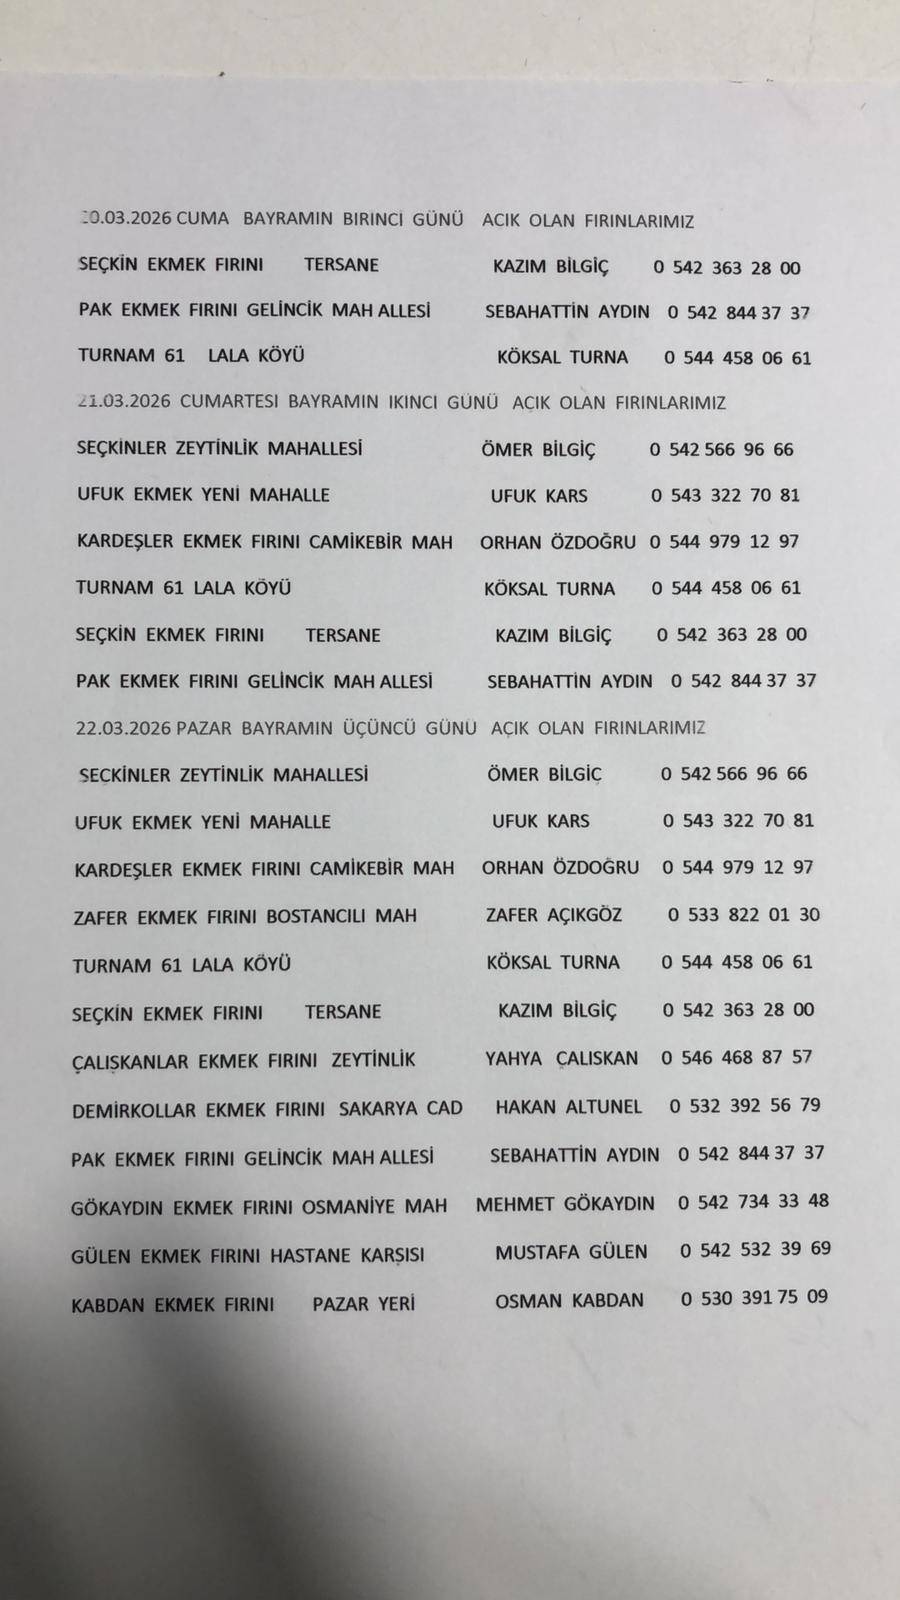 20.03.2026 CUMA BAYRAMIN BIRINCI GÜNÜ ACIK OLAN FIRINLARIMIZ
SEÇKİN EKMEK FIRINI TERSANE KAZIM BİLGİÇ 0 542 363 28 00
PAK EKMEK FIRINI GELİNCİK MAH ALLESİ SEBAHATTİN AYDIN 0 542 844 37 37
TURNAM 61 LALA KÖYÜ KÖKSAL TURNA 0 544 458 06 61
21.03.2026 CUMARTESI BAYRAMIN IKINCI GÜNÜ AÇIK OLAN FIRINLARIMIZ
SEÇKİNLER ZEYTİNLİK MAHALLESİ ÖMER BİLGİÇ 0 542 566 96 66
UFUK EKMEK YENİ MAHALLE UFUK KARS 0 543 322 70 81
KARDEŞLER EKMEK FIRINI CAMİKEBİR MAH ORHAN ÖZDOĞRU 0 544 979 12 97
TURNAM 61 LALA KÖYÜ KÖKSAL TURNA 0 544 458 06 61
SEÇKİN EKMEK FIRINI TERSANE KAZIM BİLGİÇ 0 542 363 28 00
PAK EKMEK FIRINI GELİNCİK MAH ALLESİ SEBAHATTİN AYDIN 0 542 844 37 37
22.03.2026 PAZAR BAYRAMIN ÜÇÜNCÜ GÜNÜ AÇIK OLAN FIRINLARIMIZ
SECKİNLER ZEYTİNLİK MAHALLESİ ÖMER BİLGİÇ 0 542 566 96 66
UFUK EKMEK YENİ MAHALLE UFUK KARS 0 543 322 70 81
KARDEŞLER EKMEK FIRINI CAMİKEBİR MAH ORHAN ÖZDOĞRU 0 544 979 12 97
ZAFER EKMEK FIRINI BOSTANCILI MAH ZAFER AÇIKGÖZ 0 533 822 01 30
TURNAM 61 LALA KÖYÜ KÖKSAL TURNA 0 544 458 06 61
SEÇKİN EKMEK FIRINI TERSANE KAZIM BİLGİÇ 0 542 363 28 00
ÇALIŞKANLAR EKMEK FIRINI ZEYTİNLİK YAHYA ÇALISKAN 0 546 468 87 57
DEMİRKOLLAR EKMEK FIRINI SAKARYA CAD HAKAN ALTUNEL 0 532 392 56 79
PAK EKMEK FIRINI GELİNCİK MAH ALLESİ SEBAHATTİN AYDIN 0 542 844 37 37
GÖKAYDIN EKMEK FIRINI OSMANİYE MAH MEHMET GÖKAYDIN 0 542 734 33 48
GÜLEN EKMEK FIRINI HASTANE KARŞISI MUSTAFA GÜLEN 0 542 532 39 69
KABDAN EKMEK FIRINI PAZAR YERİ OSMAN KABDAN 0 530 391 75 09